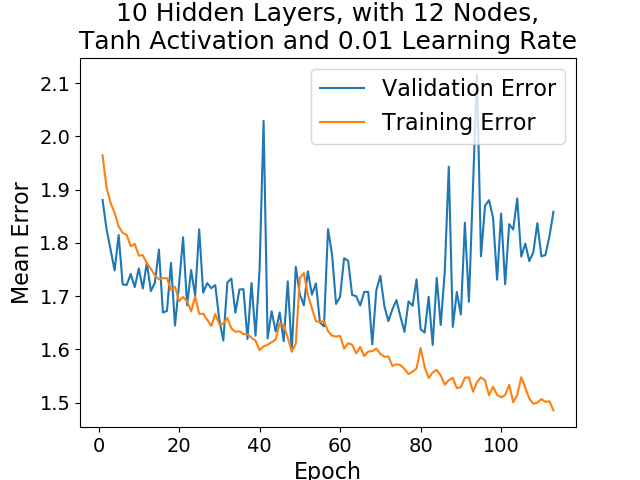 10 Hidden Layers, with 12 Nodes,
Tanh Activation and 0.01 Learning Rate
Validation Error
Training Error
Mean Error
2.1
2.0
1.9
1.8
1.7
1.6
1.5
0 20 40 60 80 100
Epoch